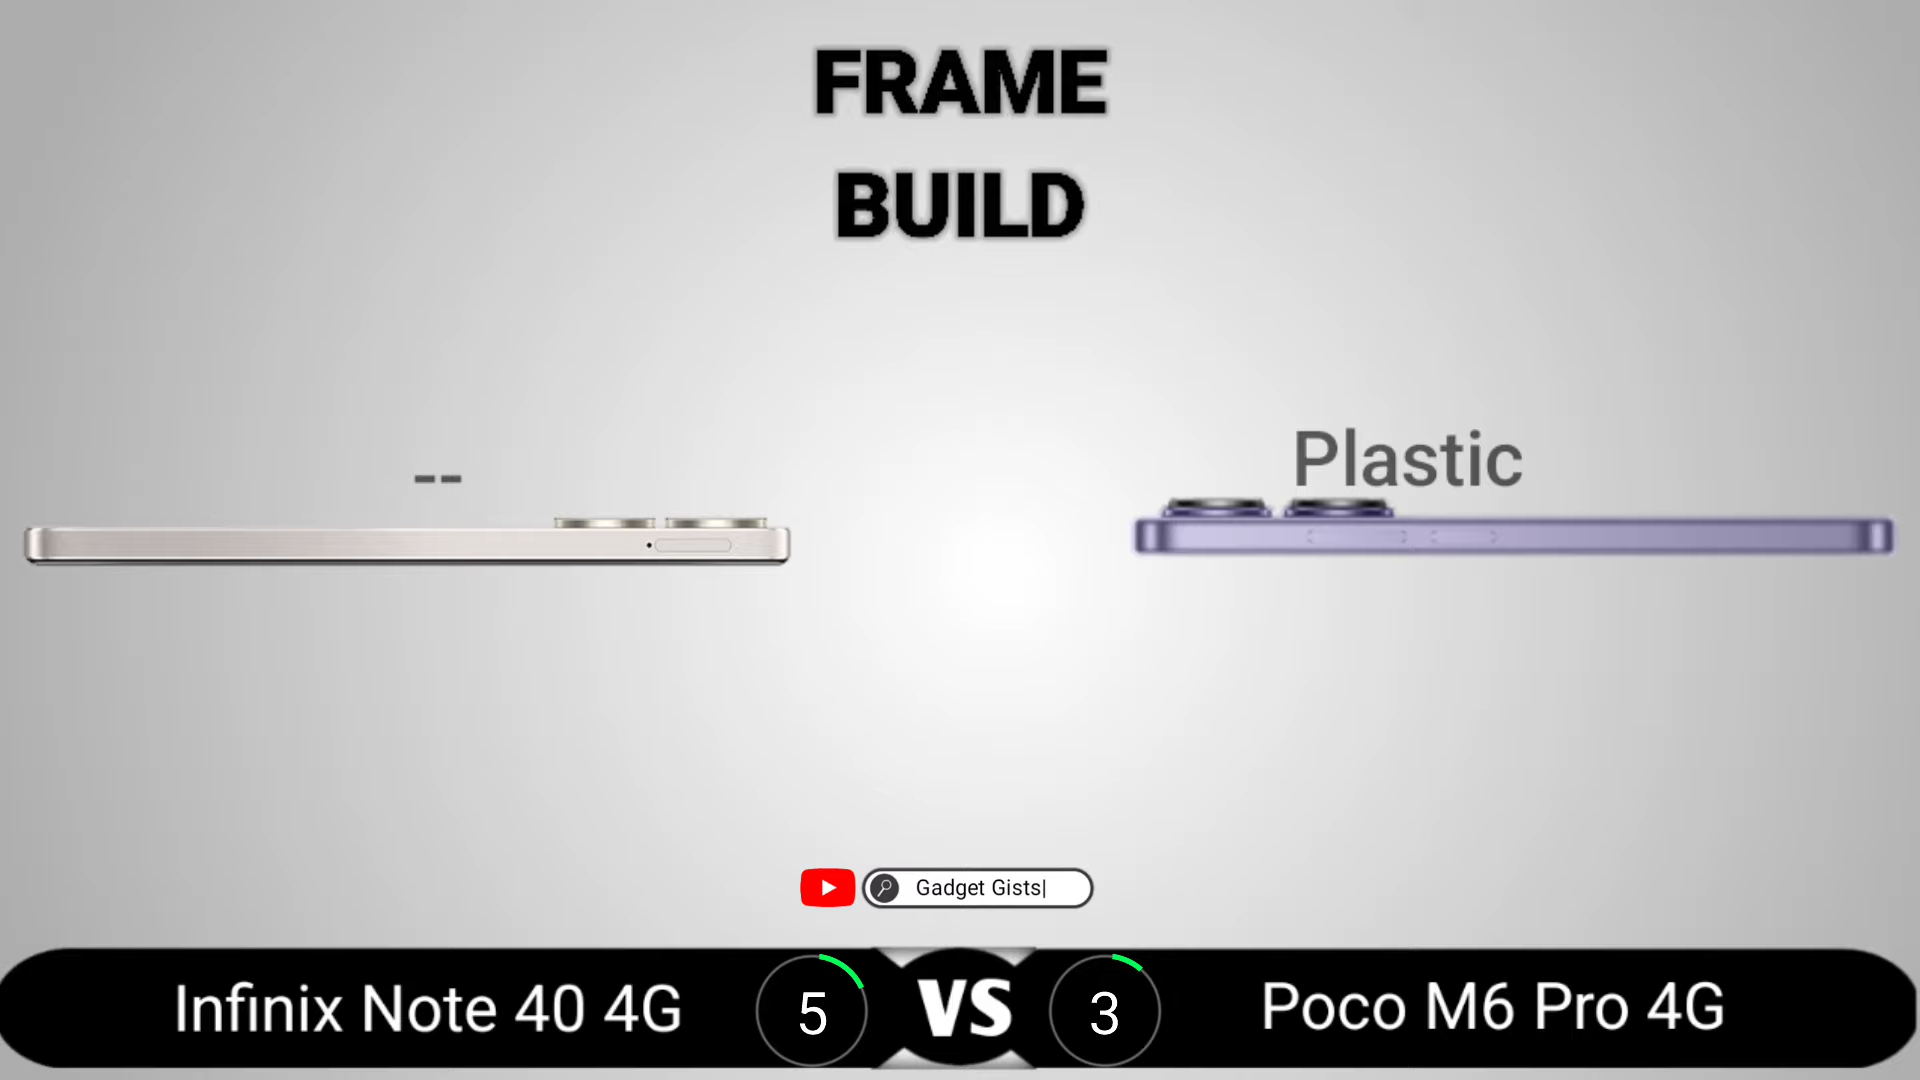 FRAME
BUILD
--
Plastic
Gadget Gists|
Infinix Note 40 4G
5
VS
3
Poco M6 Pro 4G